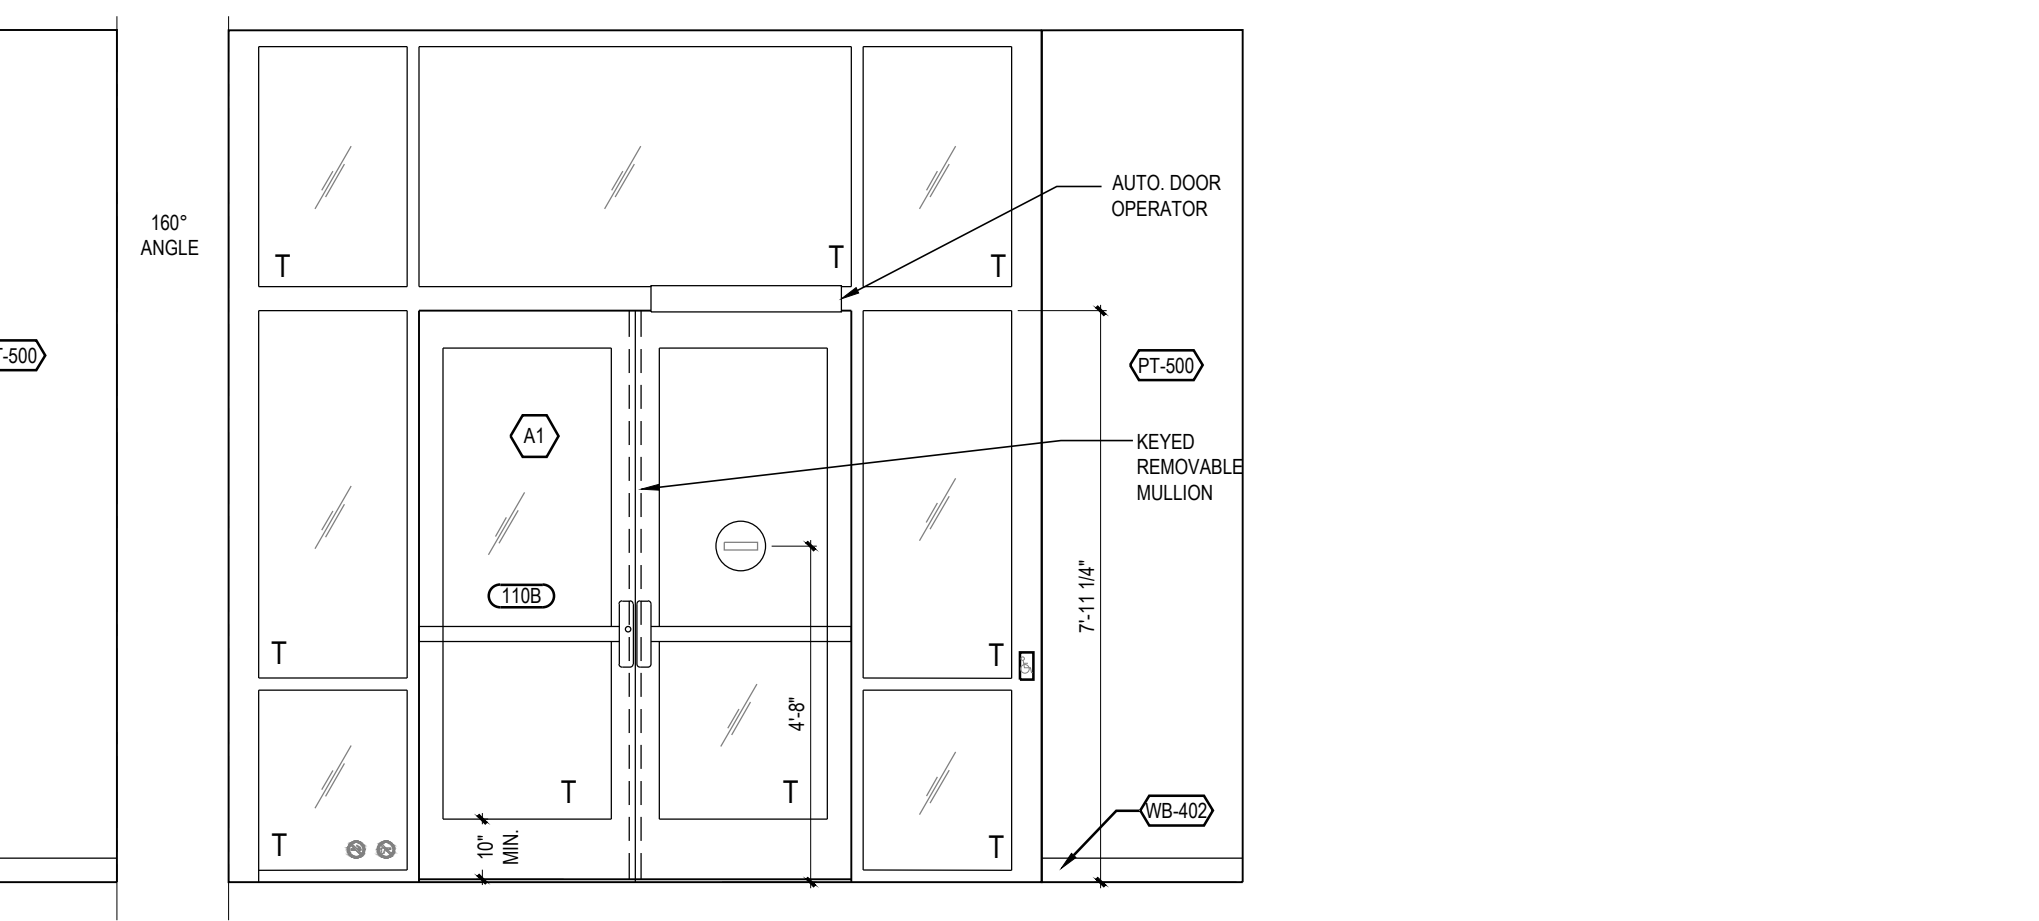 AUTO. DOOR
OPERATOR
160°
ANGLE
T
T
T
-500
PT-500
A1
KEYED
REMOVABLE
MULLION
110B
7'-11 1/4"
T
T
4'-8"
T
T
WB-402
T
T
10"
MIN.